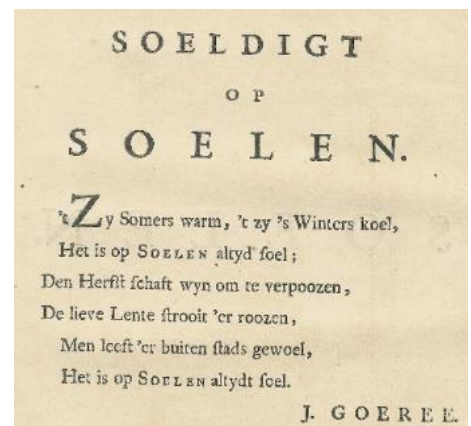 SOELDIGT
OP
SOELEN.
't Zy Somers warm, 't zy 's Winters koel,
Het is op SOELEN altyd soel;
Den Herfst schaft wyn om te verpoozen,
De lieve Lente strooit 'er roozen,
Men leeft 'er buiten stads gewoel,
Het is op SOELEN altydt soel.
J. GOEREE.